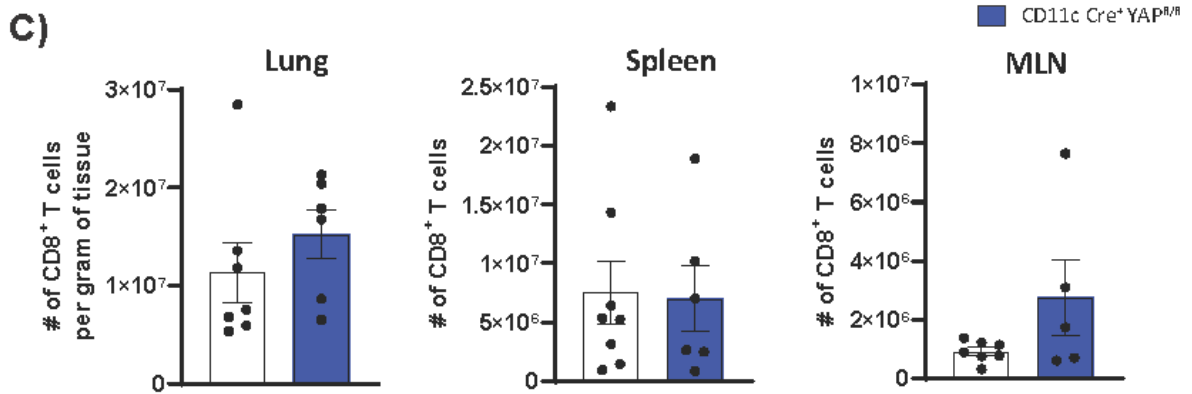 C)
CD11c Cre⁺ YAPᶠˡ/ᶠˡ
Lung
# of CD8⁺ T cells
per gram of tissue
3×10⁷
2×10⁷
1×10⁷
0
Spleen
# of CD8⁺ T cells
2.5×10⁷
2×10⁷
1.5×10⁷
1×10⁷
5×10⁶
0
MLN
# of CD8⁺ T cells
1×10⁷
8×10⁶
6×10⁶
4×10⁶
2×10⁶
0